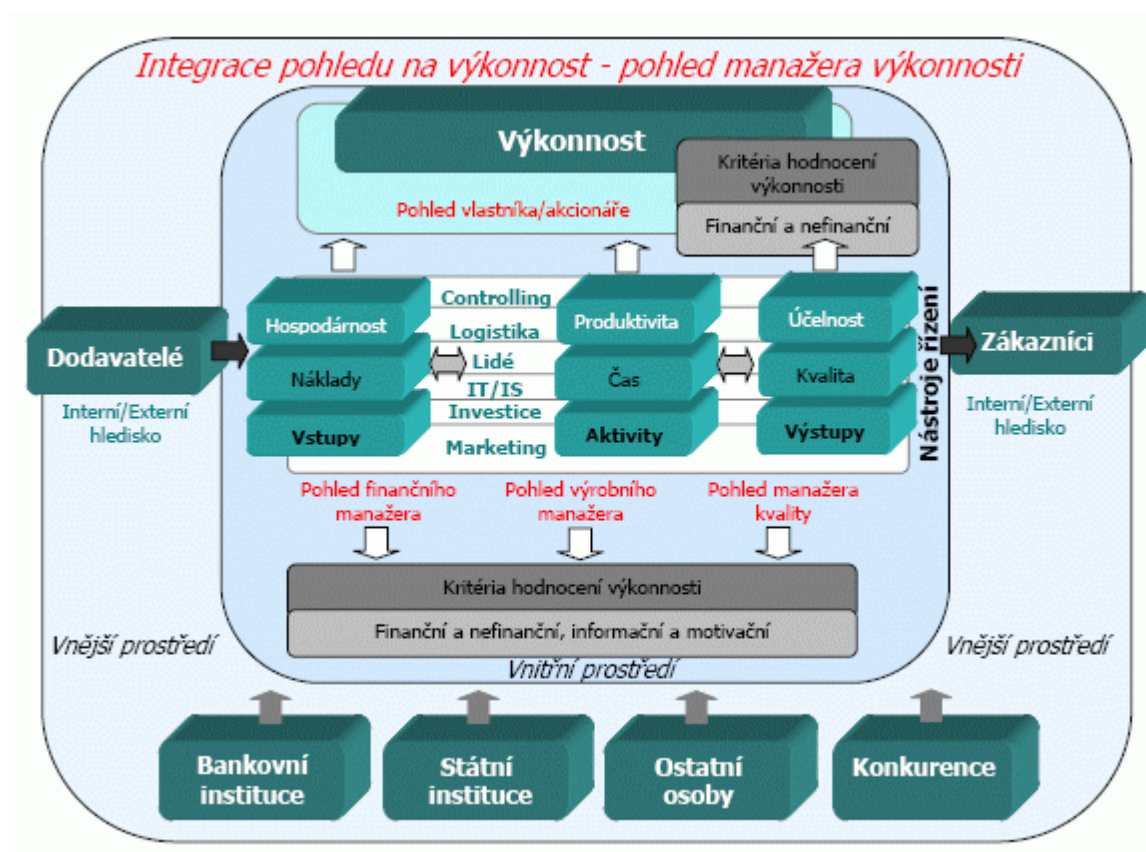 Integrace pohledu na výkonnost - pohled manažera výkonnosti
Výkonnost
Kritéria hodnocení
výkonnosti
Finanční a nefinanční
Pohled vlastníka/akcionáře
Dodavatelé
Interní/Externí
hledisko
Hospodárnost
Náklady
Vstupy
Controlling
Logistika
Lidé
IT/IS
Investice
Marketing
Produktivita
Čas
Aktivity
Účelnost
Kvalita
Výstupy
Nástroje řízení
Zákazníci
Interní/Externí
hledisko
Pohled finančního
manažera
Pohled výrobního
manažera
Pohled manažera
kvality
Kritéria hodnocení výkonnosti
Finanční a nefinanční, informační a motivační
Vnější prostředí
Vnitřní prostředí
Vnější prostředí
Bankovní
instituce
Státní
instituce
Ostatní
osoby
Konkurence